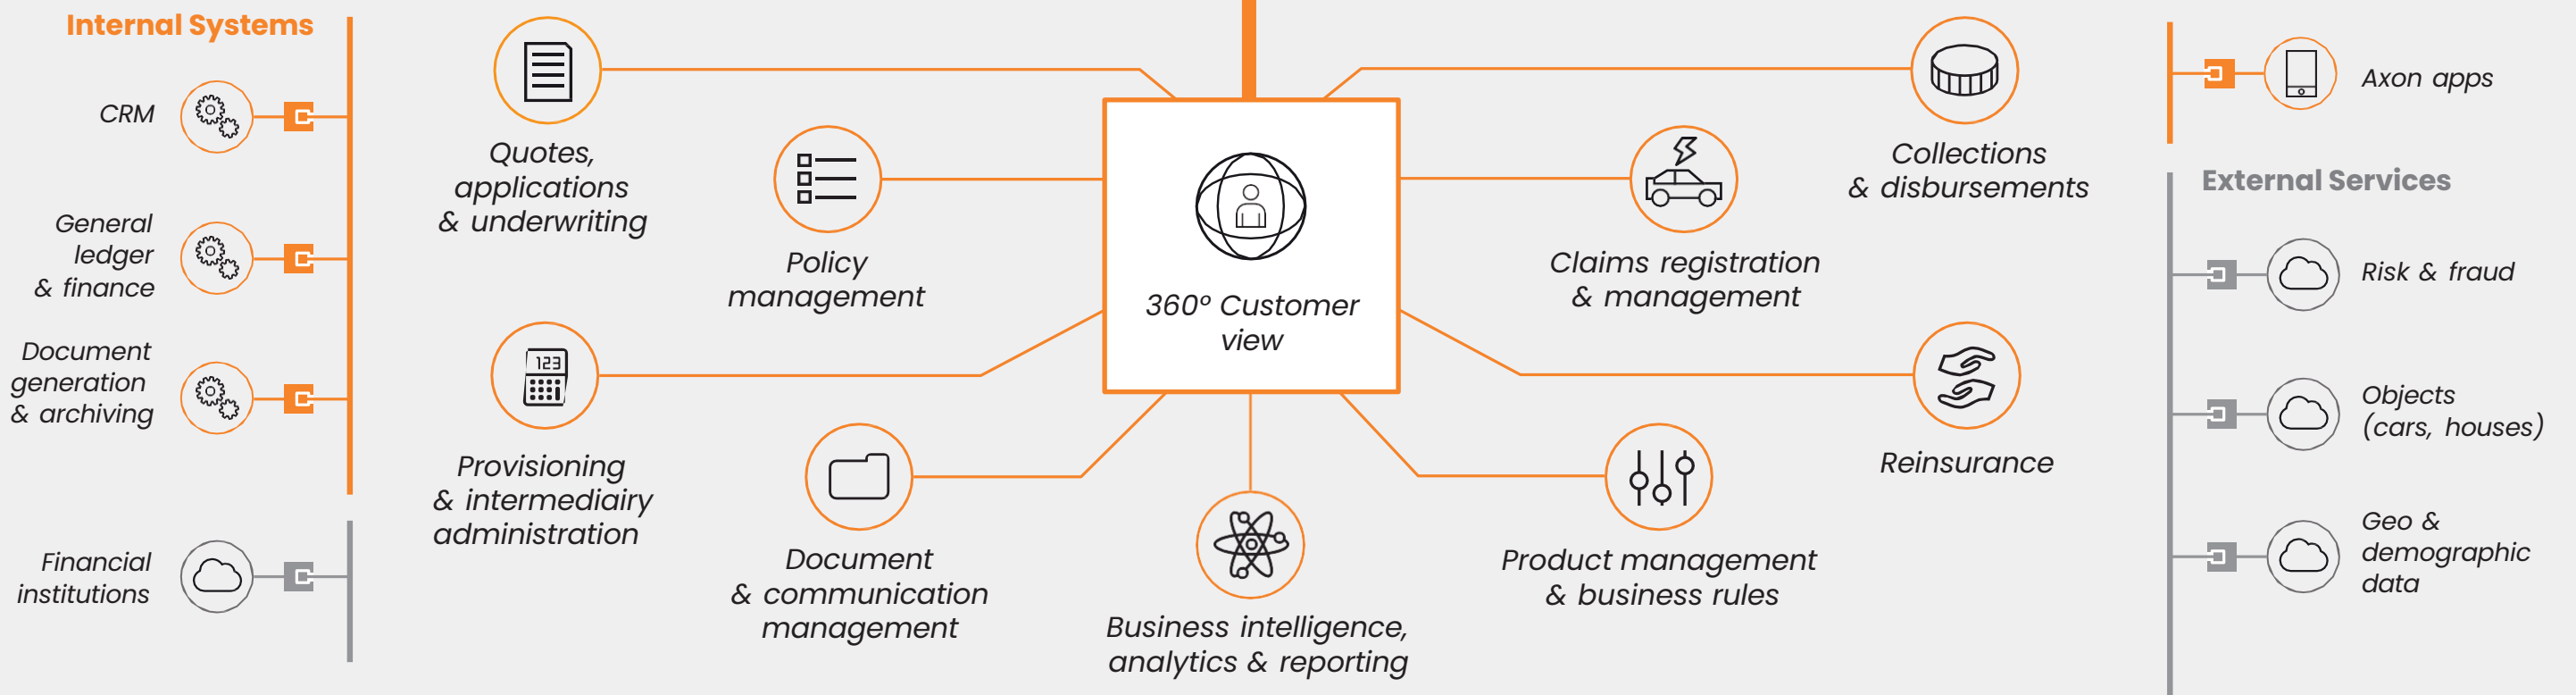 Internal Systems
CRM
General
ledger
& finance
Document
generation
& archiving
Financial
institutions
Quotes,
applications
& underwriting
Policy
management
123
Provisioning
& intermediairy
administration
Document
& communication
management
360º Customer
view
Business intelligence,
analytics & reporting
Claims registration
& management
Collections
& disbursements
Reinsurance
Product management
& business rules
Axon apps
External Services
Risk & fraud
Objects
(cars, houses)
Geo &
demographic
data